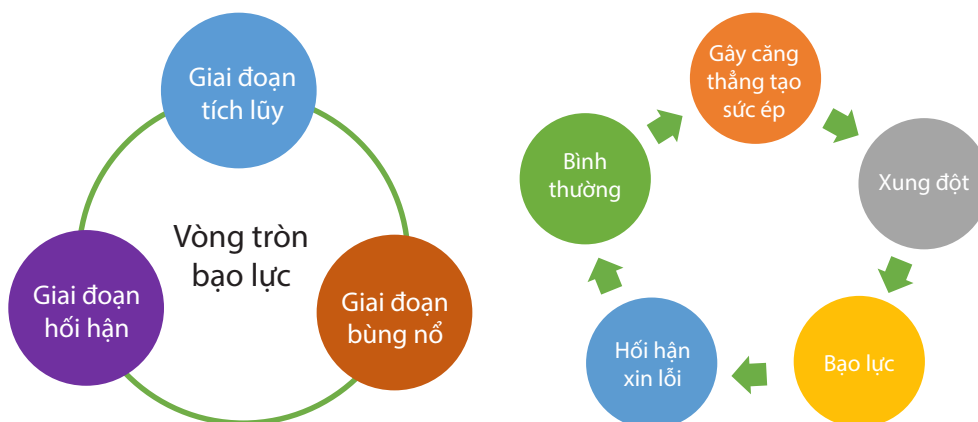 Giai đoạn
tích lũy
Vòng tròn
bạo lực
Giai đoạn
hối hận
Giai đoạn
bùng nổ
Gây căng
thẳng tạo
sức ép
Xung đột
Bạo lực
Hối hận
xin lỗi
Bình
thường